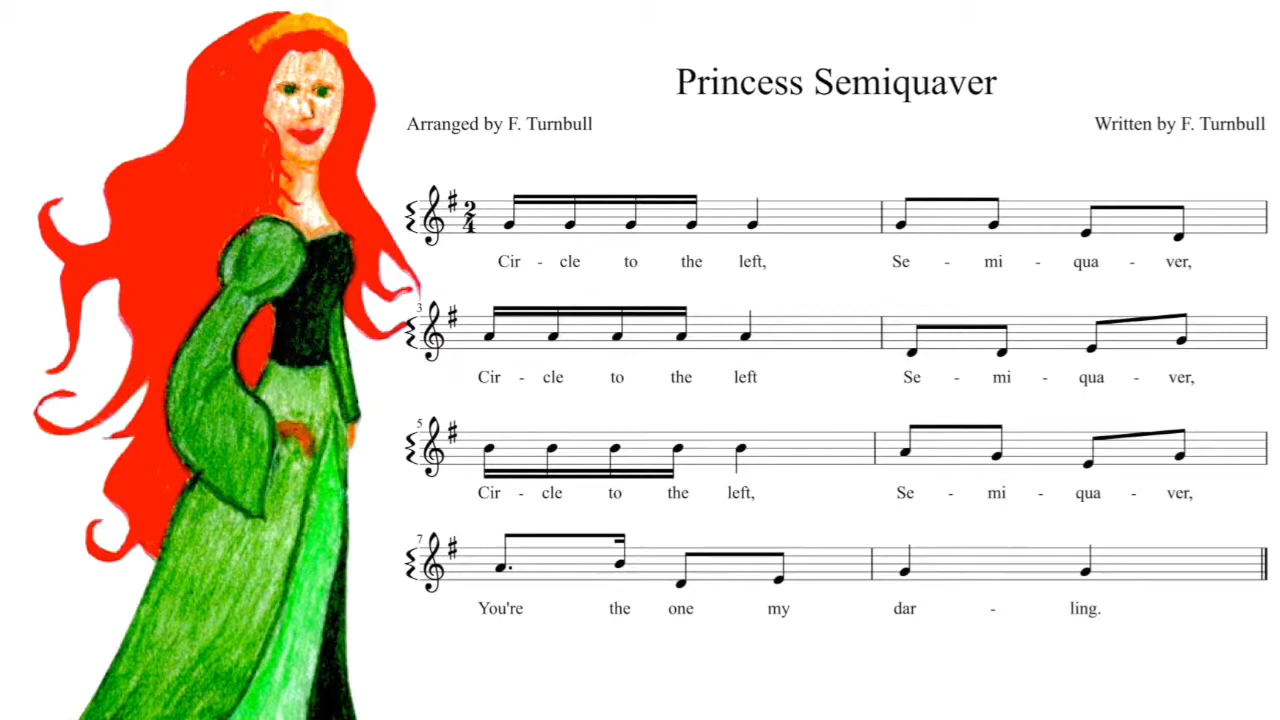 Princess Semiquaver
Arranged by F. Turnbull
Written by F. Turnbull
2
4
Cir - cle to the left, Se - mi - qua - ver,
3
Cir - cle to the left Se - mi - qua - ver,
5
Cir - cle to the left, Se - mi - qua - ver,
7
You're the one my dar - ling.